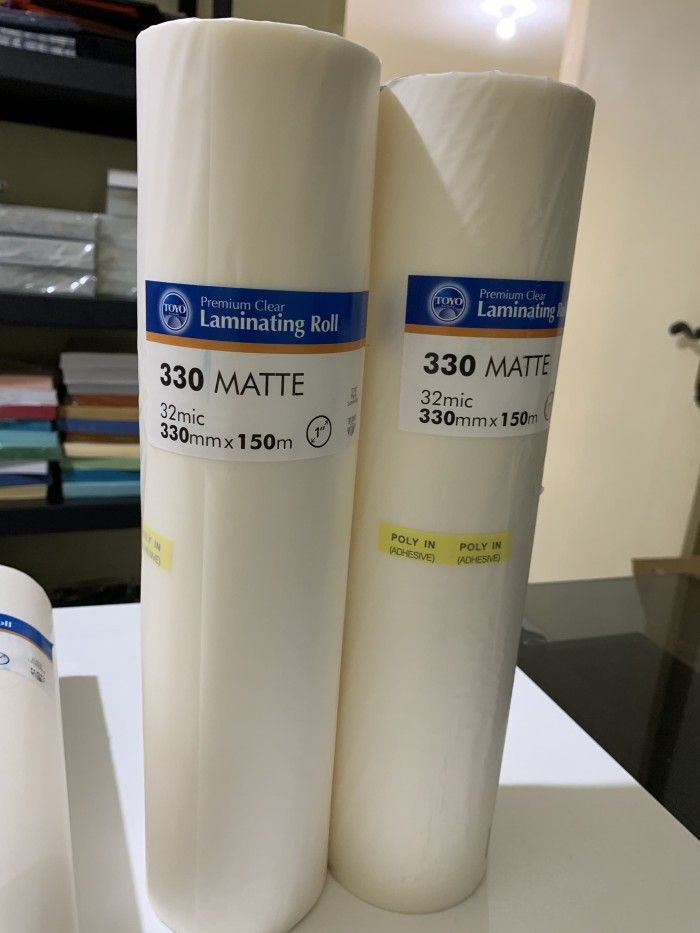 TOYO
Premium Clear
Laminating Roll
330 MATTE
32mic
330mm x 150m
1"
TOYO
Premium Clear
Laminating
330 MATTE
32mic
330mm x 150m
POLY IN POLY IN
(ADHESIVE) (ADHESIVE)
IN